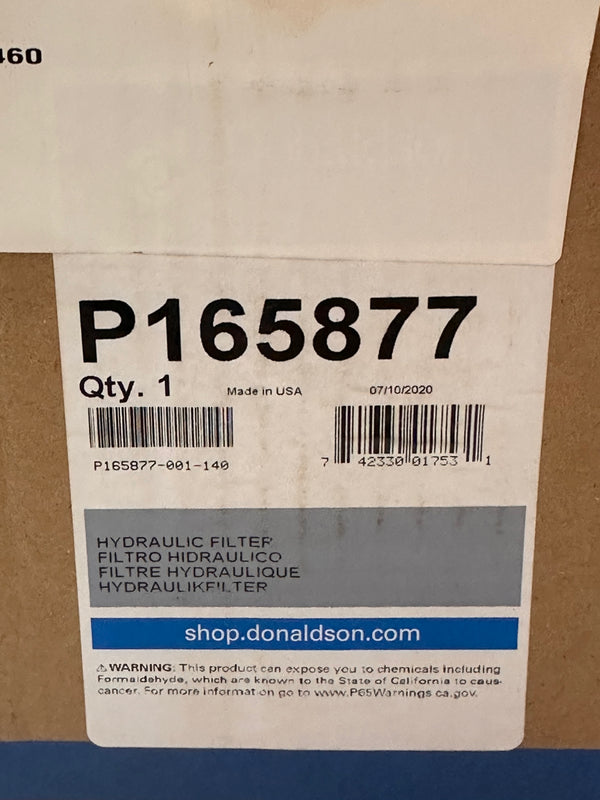 460
P165877
Qty. 1 Made in USA 07/10/2020
P165877-001-140 7 42330 01753 1
HYDRAULIC FILTER
FILTRO HIDRAULICO
FILTRE HYDRAULIQUE
HYDRAULIKFILTER
shop.donaldson.com
⚠WARNING: This product can expose you to chemicals including
Formaldehyde, which are known to the State of California to caus
cancer. For more information go to www.P65Warnings.ca.gov.